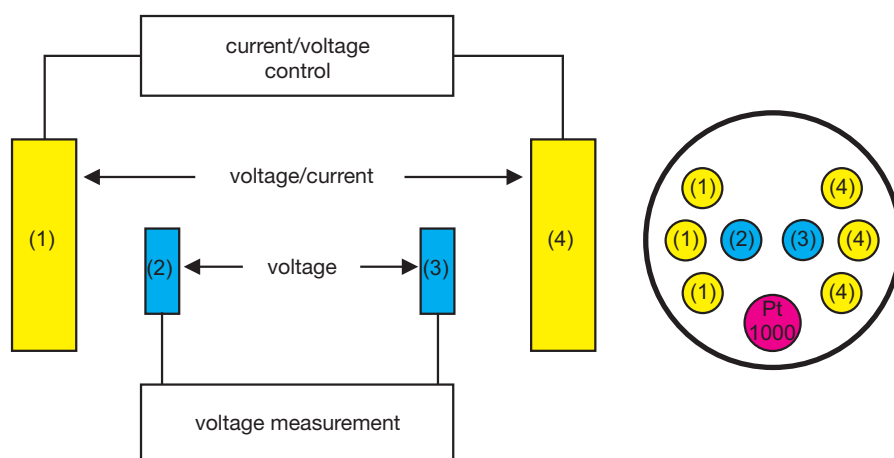 current/voltage
control
voltage/current
(1)
(4)
(2)
voltage
(3)
voltage measurement
(1)
(4)
(1)
(2)
(3)
(4)
(1)
(4)
Pt
1000